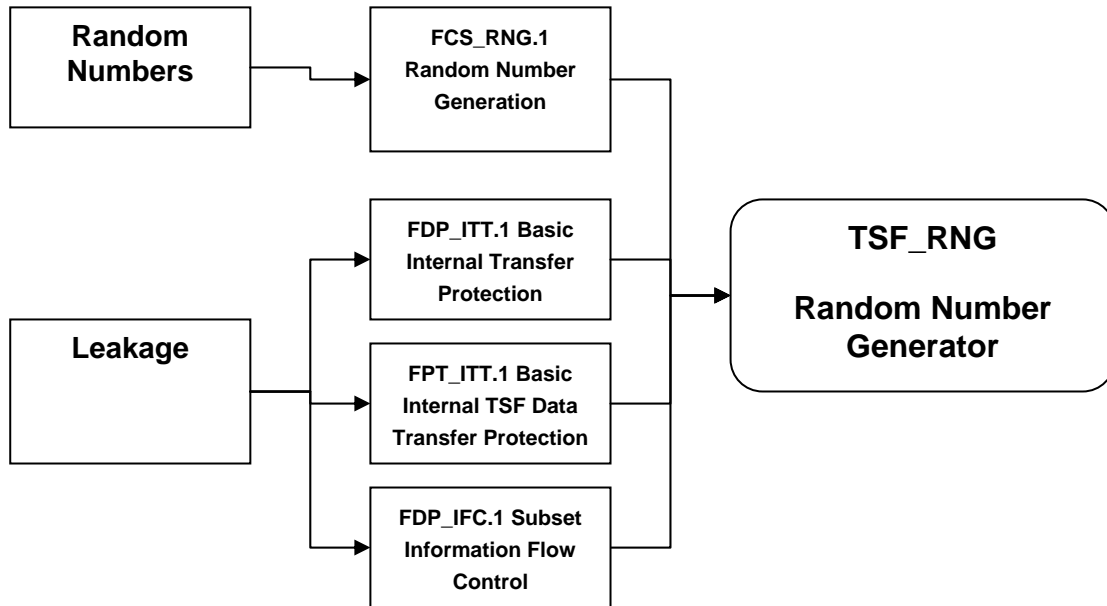 Random
Numbers
FCS_RNG.1
Random Number
Generation
FDP_ITT.1 Basic
Internal Transfer
Protection
Leakage
FPT_ITT.1 Basic
Internal TSF Data
Transfer Protection
FDP_IFC.1 Subset
Information Flow
Control
TSF_RNG
Random Number
Generator